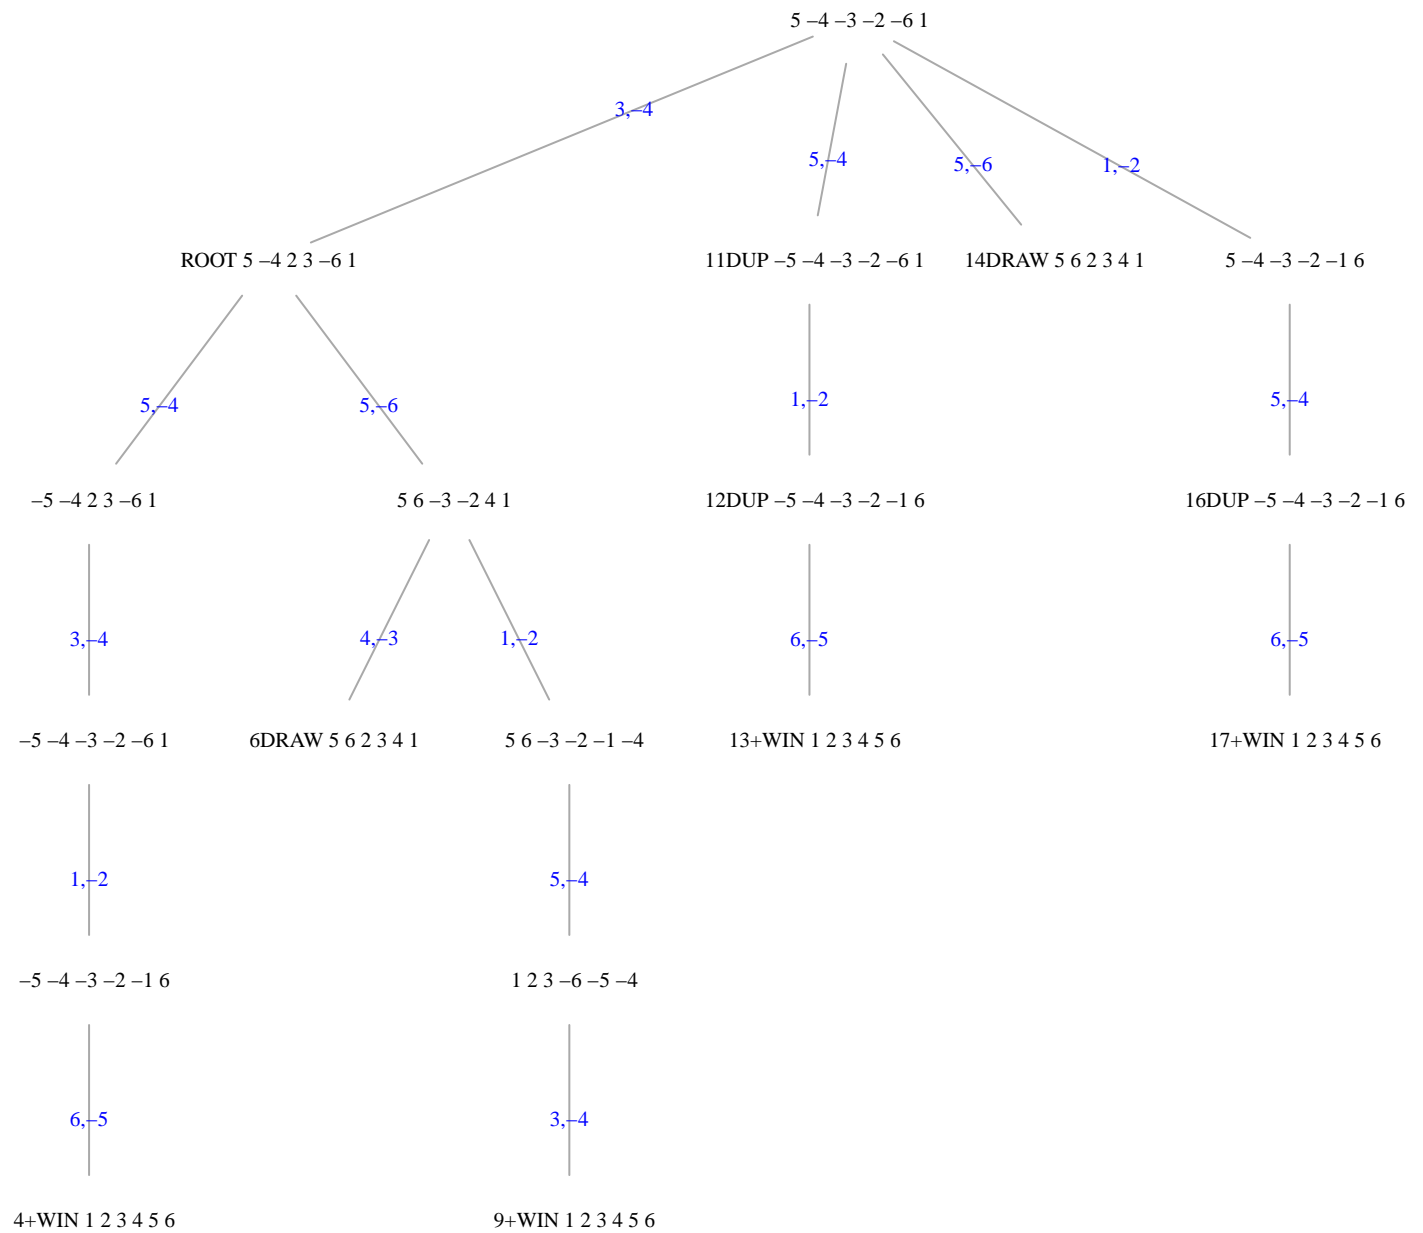 5 –4 –3 –2 –6 1
3,–4
5,–4
5,–6
1,–2
ROOT 5 –4 2 3 –6 1
11DUP –5 –4 –3 –2 –6 1
14DRAW 5 6 2 3 4 1
5 –4 –3 –2 –1 6
5,–4
5,–6
1,–2
5,–4
–5 –4 2 3 –6 1
5 6 –3 –2 4 1
12DUP –5 –4 –3 –2 –1 6
16DUP –5 –4 –3 –2 –1 6
3,–4
4,–3
1,–2
6,–5
6,–5
–5 –4 –3 –2 –6 1
6DRAW 5 6 2 3 4 1
5 6 –3 –2 –1 –4
13+WIN 1 2 3 4 5 6
17+WIN 1 2 3 4 5 6
1,–2
5,–4
–5 –4 –3 –2 –1 6
1 2 3 –6 –5 –4
6,–5
3,–4
4+WIN 1 2 3 4 5 6
9+WIN 1 2 3 4 5 6